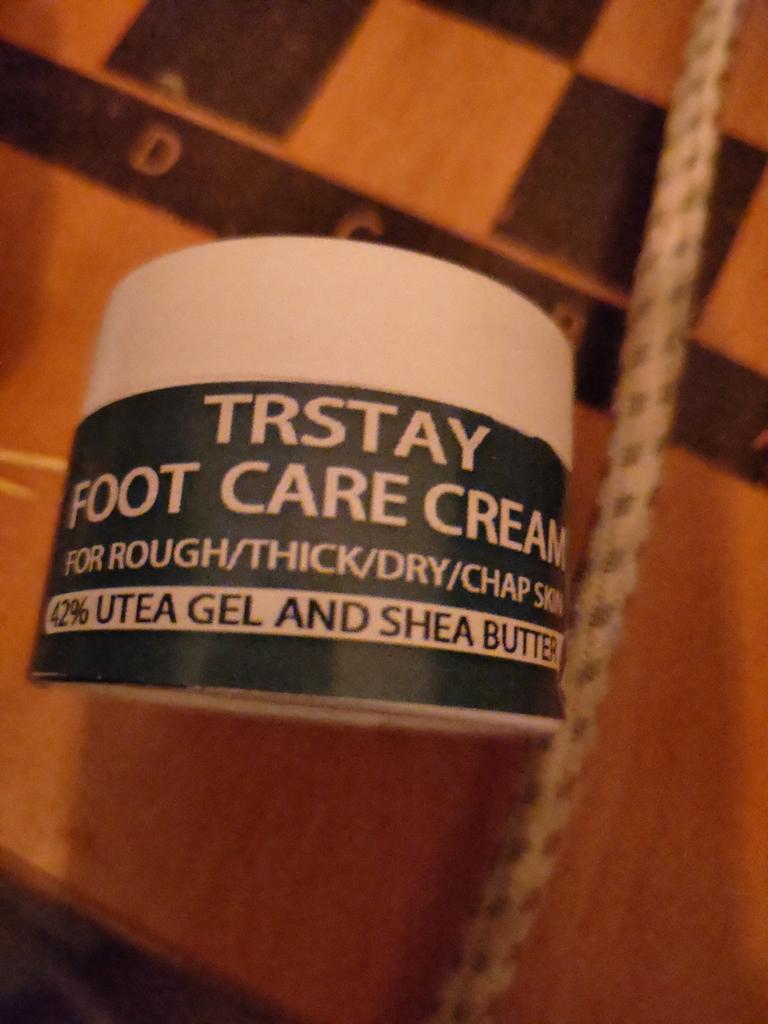 D
C
TRSTAY
FOOT CARE CREAM
FOR ROUGH/THICK/DRY/CHAP SKIN
42% UTEA GEL AND SHEA BUTTER